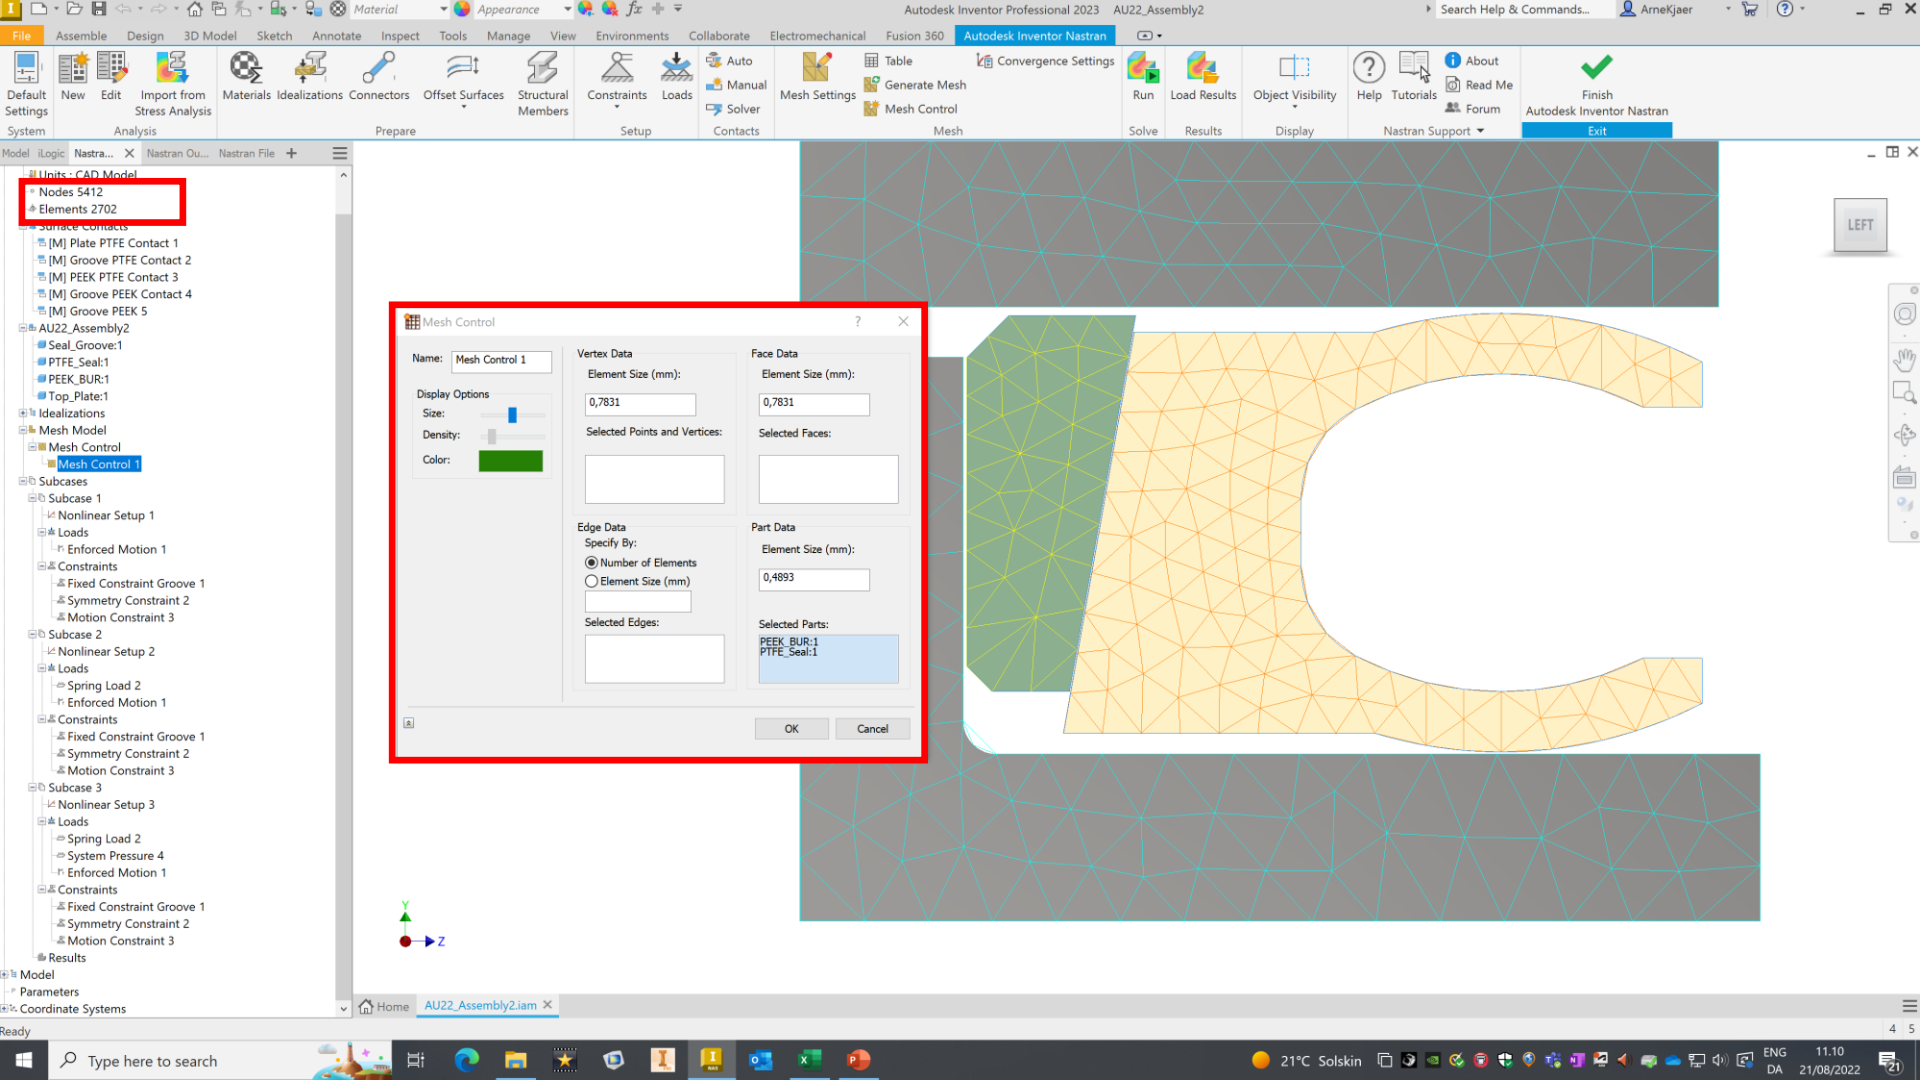 Material
Appearance
Autodesk Inventor Professional 2023 AU22_Assembly2
Search Help & Commands...
ArneKjaer
File Assemble Design 3D Model Sketch Annotate Inspect Tools Manage View Environments Collaborate Electromechanical Fusion 360 Autodesk Inventor Nastran
Default Settings
New
Edit
Import from Stress Analysis
Materials
Idealizations
Connectors
Offset Surfaces
Structural Members
Constraints
Loads
Auto
Manual
Solver
Mesh Settings
Table
Generate Mesh
Mesh Control
Convergence Settings
Run
Load Results
Object Visibility
Help
Tutorials
About
Read Me
Forum
Finish
Autodesk Inventor Nastran
System Analysis Prepare Setup Contacts Mesh Solve Results Display Nastran Support Exit
Model iLogic Nastra... Nastran Ou... Nastran File
Units : CAD Model
Nodes 5412
Elements 2702
Surface Contacts
[M] Plate PTFE Contact 1
[M] Groove PTFE Contact 2
[M] PEEK PTFE Contact 3
[M] Groove PEEK Contact 4
[M] Groove PEEK 5
AU22_Assembly2
Seal_Groove:1
PTFE_Seal:1
PEEK_BUR:1
Top_Plate:1
Idealizations
Mesh Model
Mesh Control
Mesh Control 1
Subcases
Subcase 1
Nonlinear Setup 1
Loads
Enforced Motion 1
Constraints
Fixed Constraint Groove 1
Symmetry Constraint 2
Motion Constraint 3
Subcase 2
Nonlinear Setup 2
Loads
Spring Load 2
Enforced Motion 1
Constraints
Fixed Constraint Groove 1
Symmetry Constraint 2
Motion Constraint 3
Subcase 3
Nonlinear Setup 3
Loads
Spring Load 2
System Pressure 4
Enforced Motion 1
Constraints
Fixed Constraint Groove 1
Symmetry Constraint 2
Motion Constraint 3
Results
Model
Parameters
Coordinate Systems
Mesh Control
Name: Mesh Control 1
Display Options
Size:
Density:
Color:
Vertex Data
Element Size (mm):
0,7831
Selected Points and Vertices:
Face Data
Element Size (mm):
0,7831
Selected Faces:
Edge Data
Specify By:
Number of Elements
Element Size (mm)
Selected Edges:
Part Data
Element Size (mm):
0,4893
Selected Parts:
PEEK_BUR:1
PTFE_Seal:1
OK Cancel
LEFT
Y
Z
Home AU22_Assembly2.iam
Ready
4 5
Type here to search
21°C Solskin
ENG
DA
11.10
21/08/2022
21